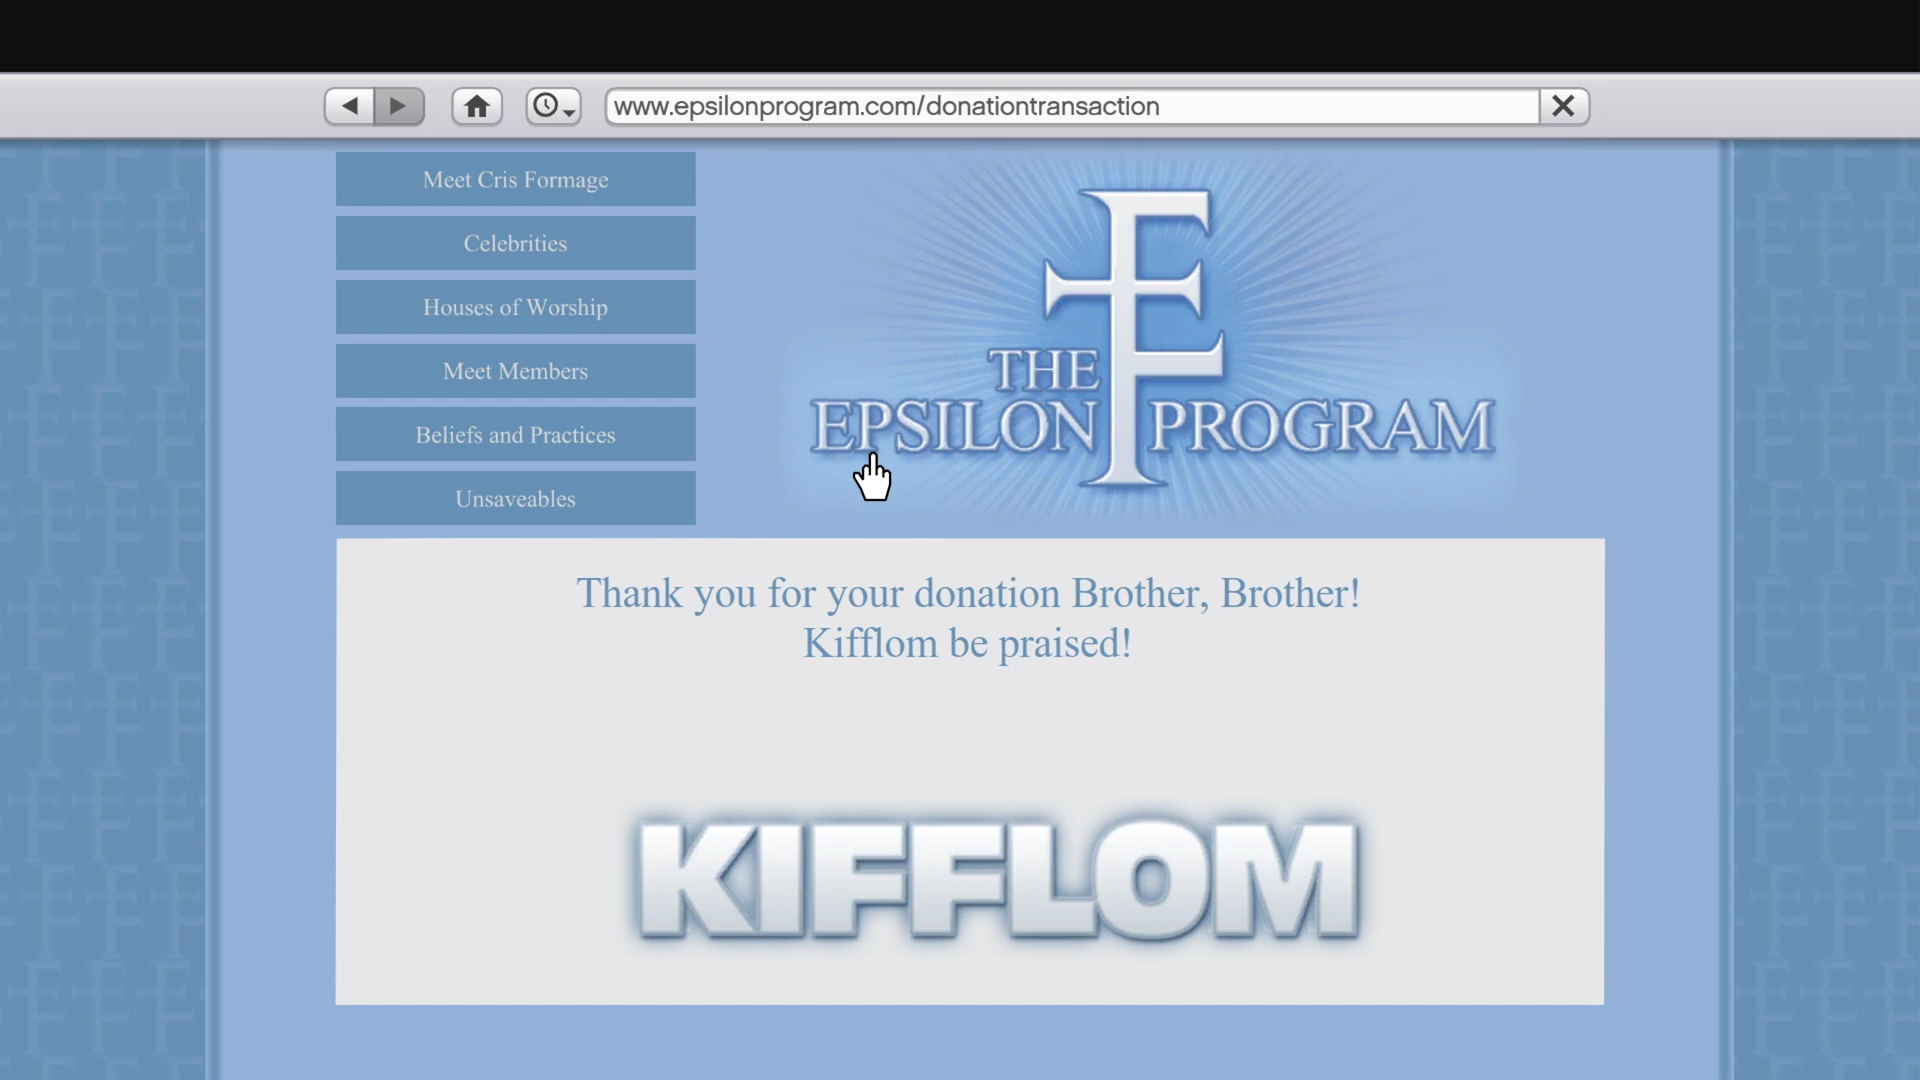 www.epsilonprogram.com/donationtransaction
Meet Cris Formage
Celebrities
Houses of Worship
Meet Members
Beliefs and Practices
Unsaveables
THE
EPSILON PROGRAM
Thank you for your donation Brother, Brother!
Kifflom be praised!
KIFFLOM